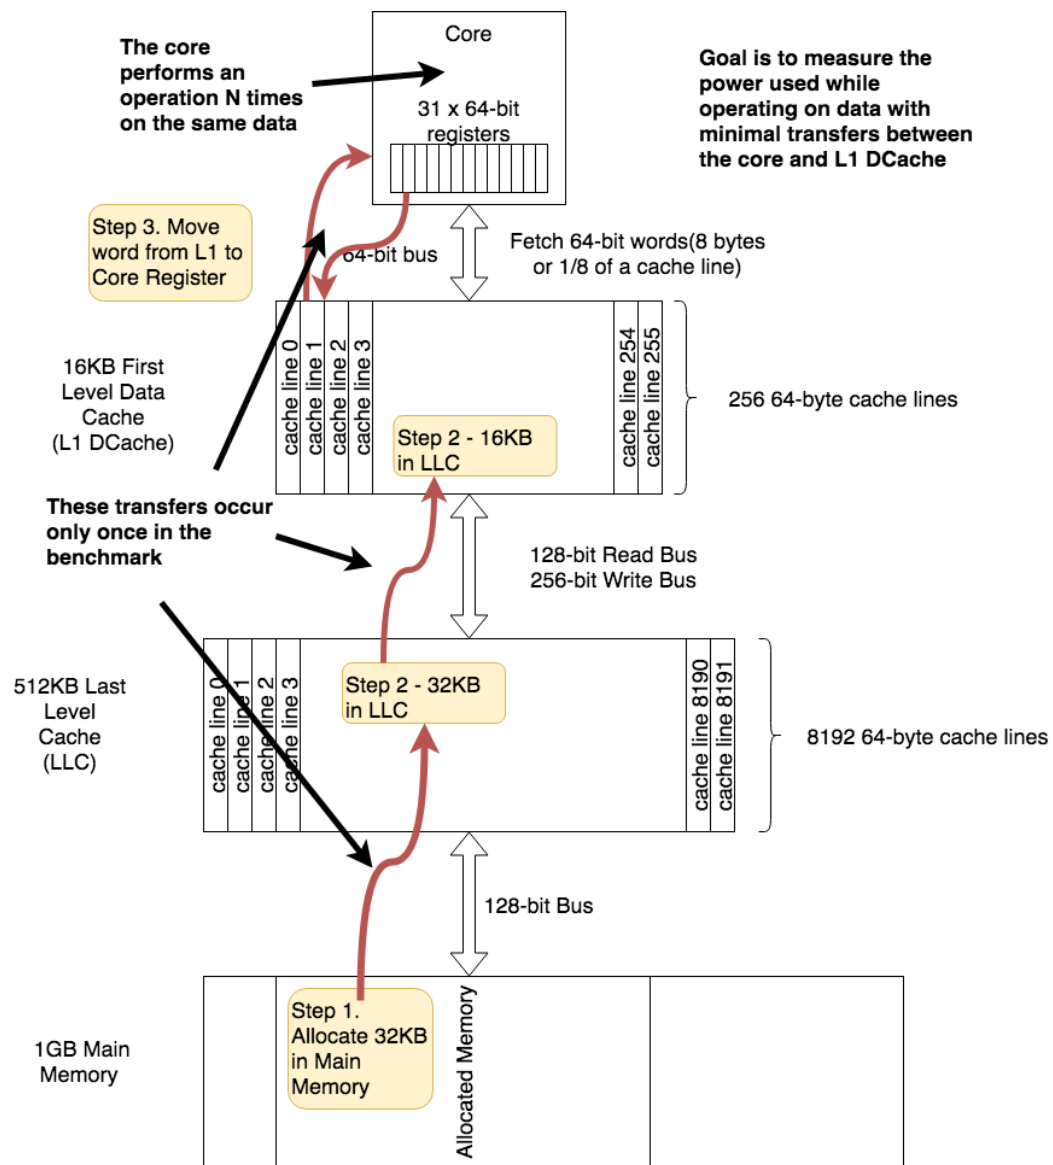 The core
performs an
operation N times
on the same data
Core
31 x 64-bit
registers
Goal is to measure the
power used while
operating on data with
minimal transfers between
the core and L1 DCache
Step 3. Move
word from L1 to
Core Register
64-bit bus
Fetch 64-bit words(8 bytes
or 1/8 of a cache line)
16KB First
Level Data
Cache
(L1 DCache)
cache line 0
cache line 1
cache line 2
cache line 3
cache line 254
cache line 255
256 64-byte cache lines
Step 2 - 16KB
in LLC
These transfers occur
only once in the
benchmark
128-bit Read Bus
256-bit Write Bus
512KB Last
Level
Cache
(LLC)
cache line 0
cache line 1
cache line 2
cache line 3
Step 2 - 32KB
in LLC
cache line 8190
cache line 8191
8192 64-byte cache lines
128-bit Bus
1GB Main
Memory
Step 1.
Allocate 32KB
in Main
Memory
Allocated Memory